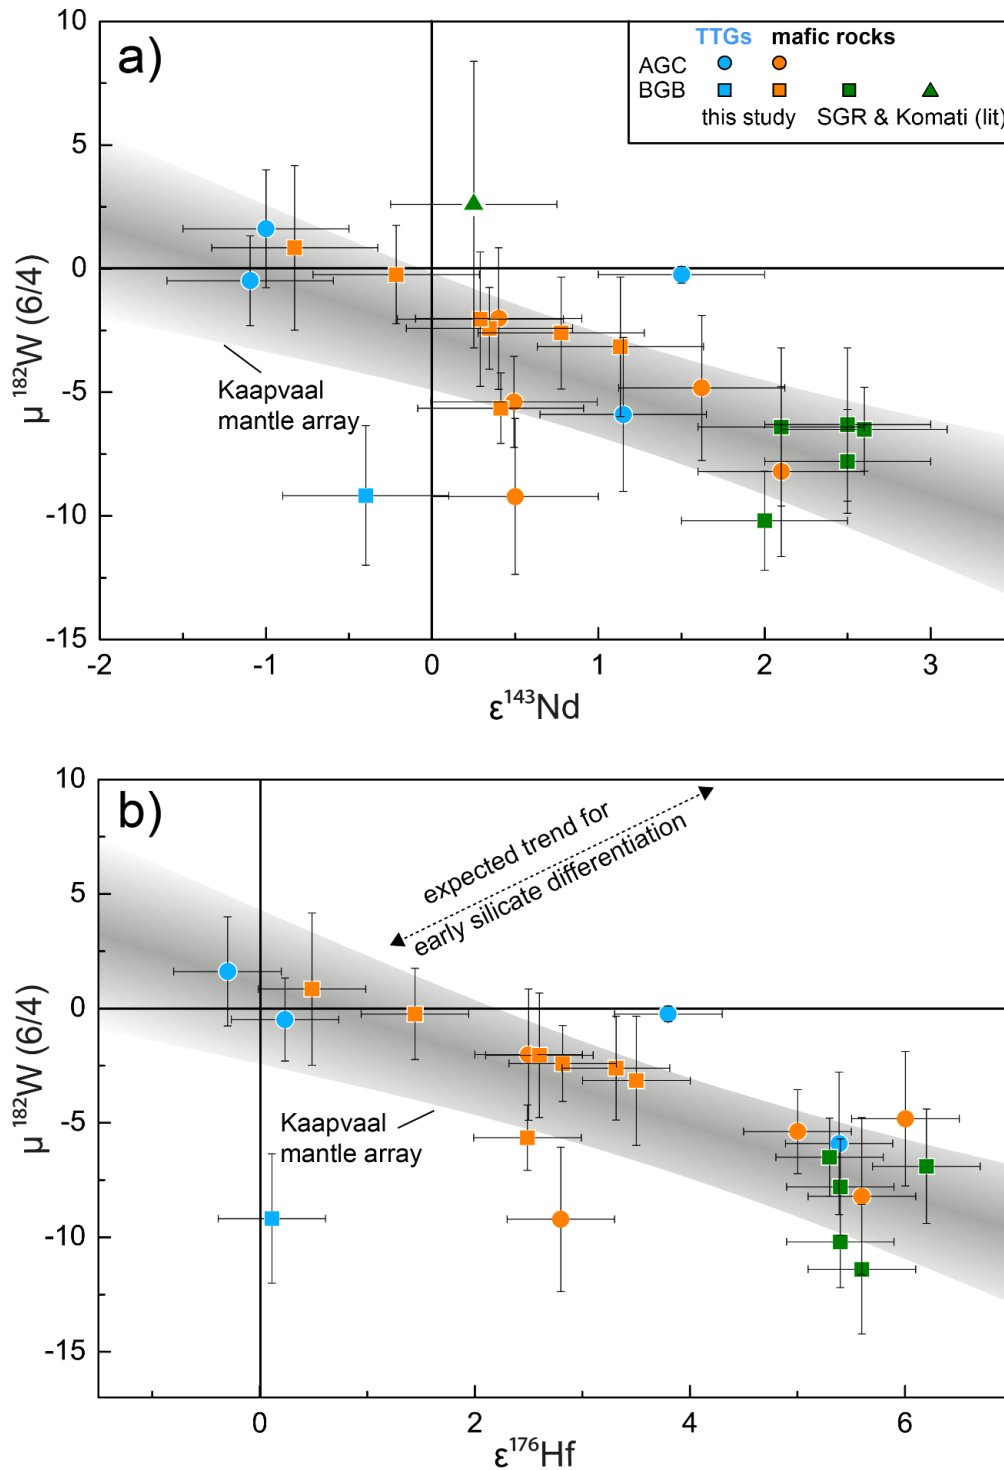 a)
TTGs mafic rocks
AGC
BGB
this study SGR & Komati (lit)
10
5
0
-5
-10
-15
μ ¹⁸²W (6/4)
Kaapvaal
mantle array
-2 -1 0 1 2 3
ε¹⁴³Nd
b)
expected trend for
early silicate differentiation
10
5
0
-5
-10
-15
μ ¹⁸²W (6/4)
Kaapvaal
mantle array
0 2 4 6
ε¹⁷⁶Hf